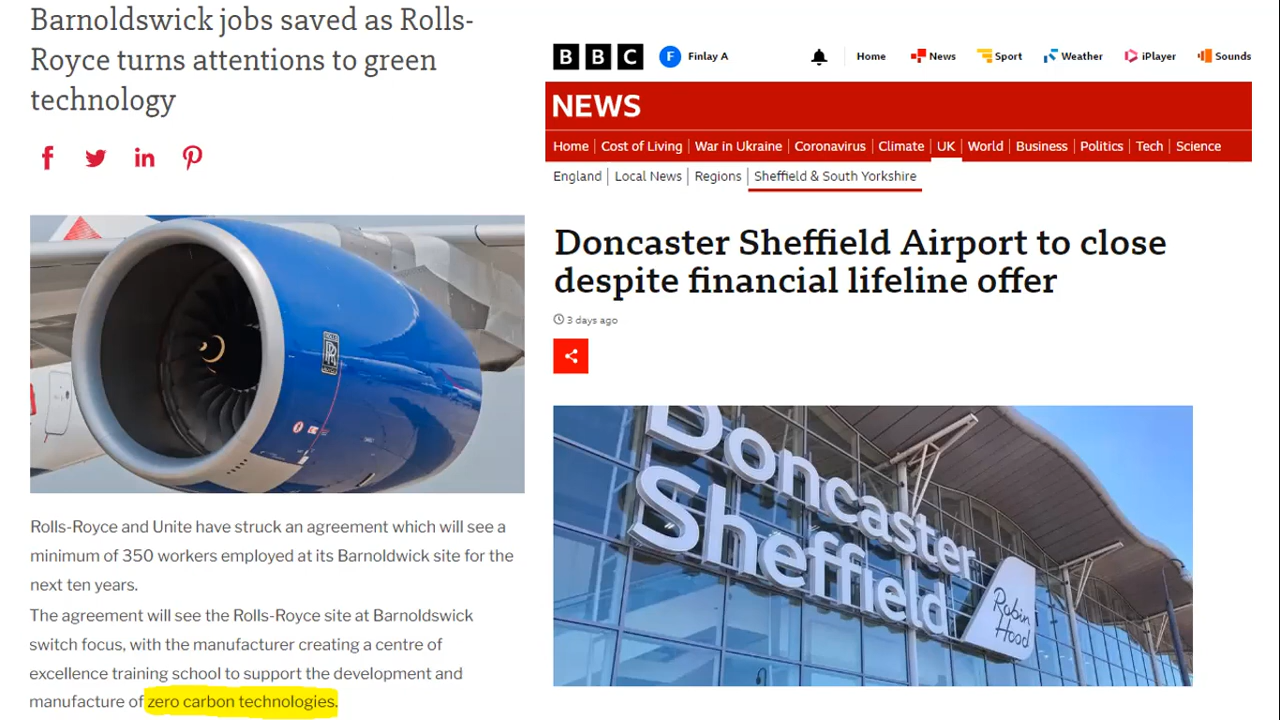 Barnoldswick jobs saved as Rolls-
Royce turns attentions to green
technology
Rolls-Royce and Unite have struck an agreement which will see a
minimum of 350 workers employed at its Barnoldwick site for the
next ten years.
The agreement will see the Rolls-Royce site at Barnoldswick
switch focus, with the manufacturer creating a centre of
excellence training school to support the development and
manufacture of zero carbon technologies.
BBC F Finlay A Home News Sport Weather iPlayer Sounds
NEWS
Home Cost of Living War in Ukraine Coronavirus Climate UK World Business Politics Tech Science
England Local News Regions Sheffield & South Yorkshire
Doncaster Sheffield Airport to close
despite financial lifeline offer
3 days ago
Doncaster
Sheffield
Robin
Hood